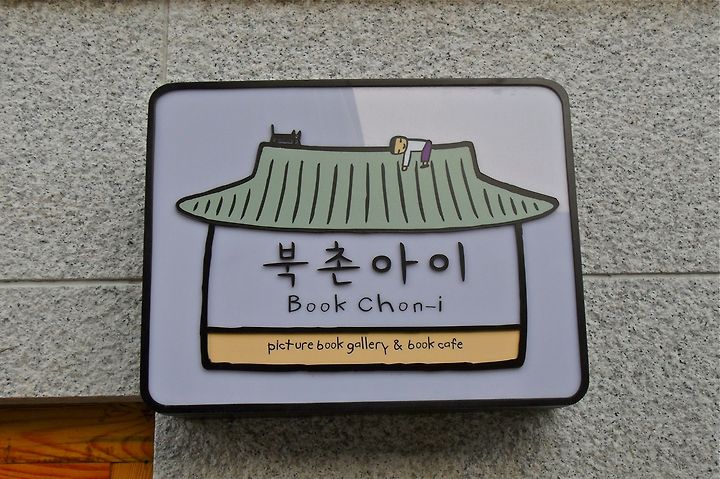 북촌아이
Book Chon-i
picture book gallery & book cafe